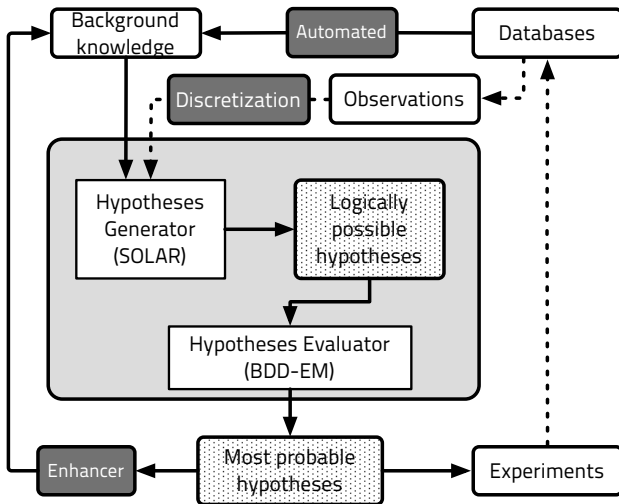 Background
knowledge
Automated
Databases
Discretization
Observations
Hypotheses
Generator
(SOLAR)
Logically
possible
hypotheses
Hypotheses Evaluator
(BDD-EM)
Enhancer
Most probable
hypotheses
Experiments